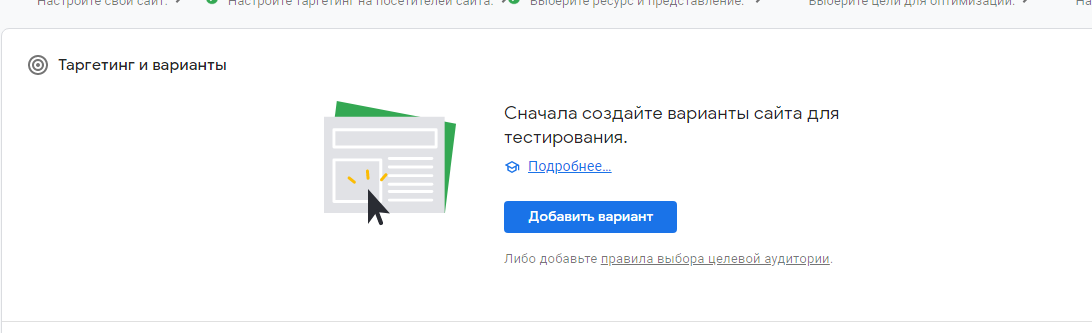 Настройте свой сайт.
Настройте таргетинг на посетителей сайта.
Выберите ресурс и представление.
Выберите цели для оптимизации.
На
Таргетинг и варианты
Сначала создайте варианты сайта для
тестирования.
Подробнее...
Добавить вариант
Либо добавьте правила выбора целевой аудитории.